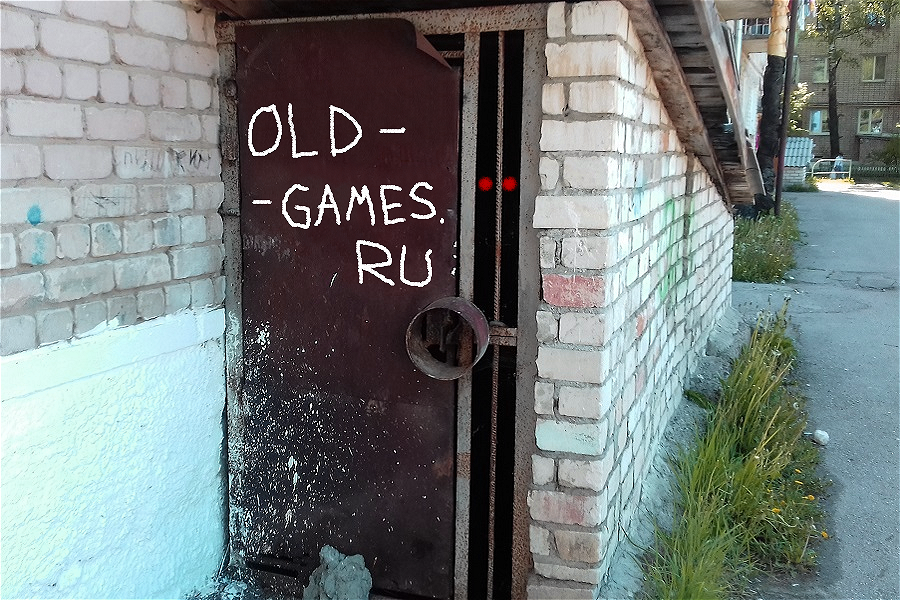 OLD-
-GAMES.
RU